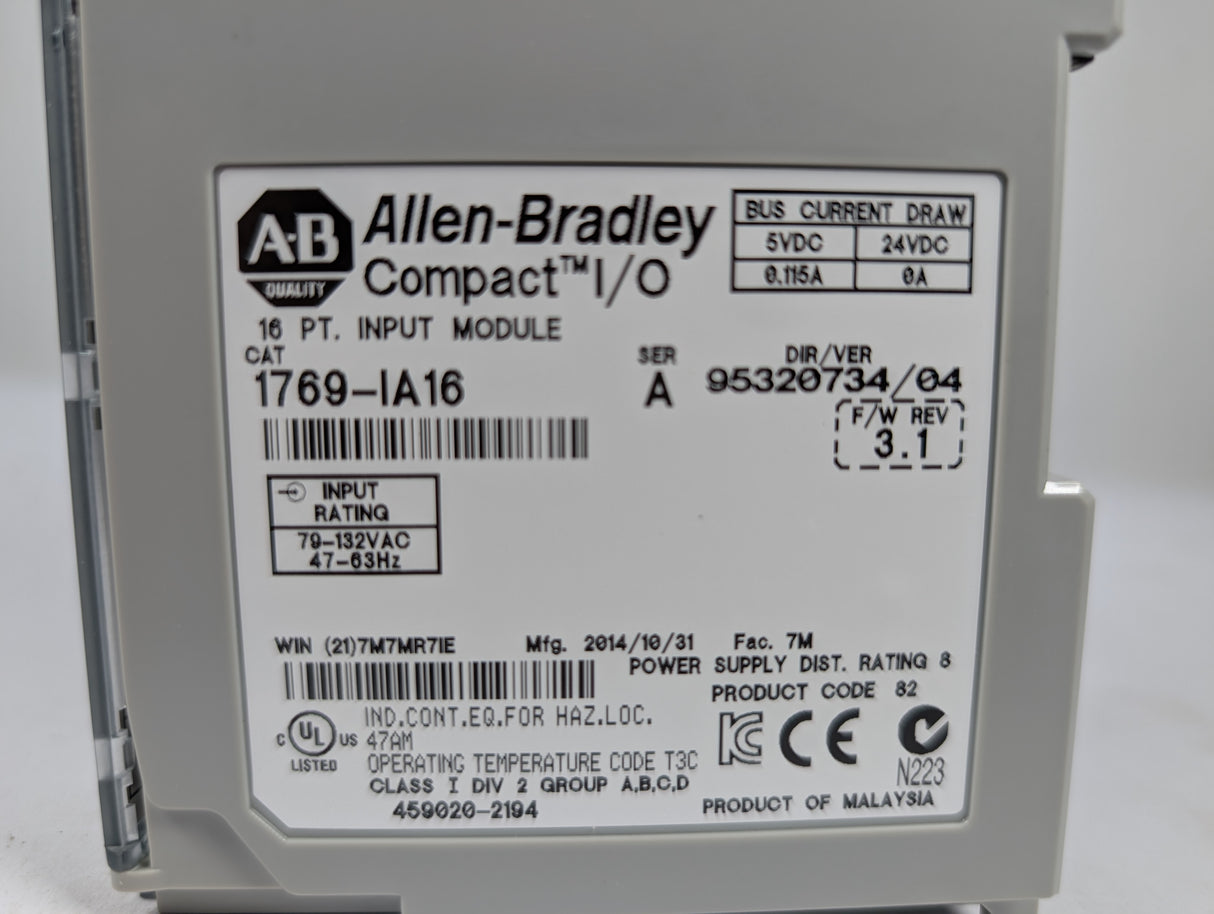 A-B
QUALITY
Allen-Bradley
Compact™ I/O
BUS CURRENT DRAW
5VDC 24VDC
0.115A 0A
16 PT. INPUT MODULE
CAT SER DIR/VER
1769-IA16 A 95320734/04
F/W REV
3.1
INPUT
RATING
79-132VAC
47-63Hz
WIN (21)7M7MR7IE Mfg. 2014/10/31 Fac. 7M
POWER SUPPLY DIST. RATING 8
PRODUCT CODE 82
IND.CONT.EQ.FOR HAZ.LOC.
C UL US 47AM
LISTED
OPERATING TEMPERATURE CODE T3C
CLASS I DIV 2 GROUP A,B,C,D
459020-2194
KC CE
N223
PRODUCT OF MALAYSIA